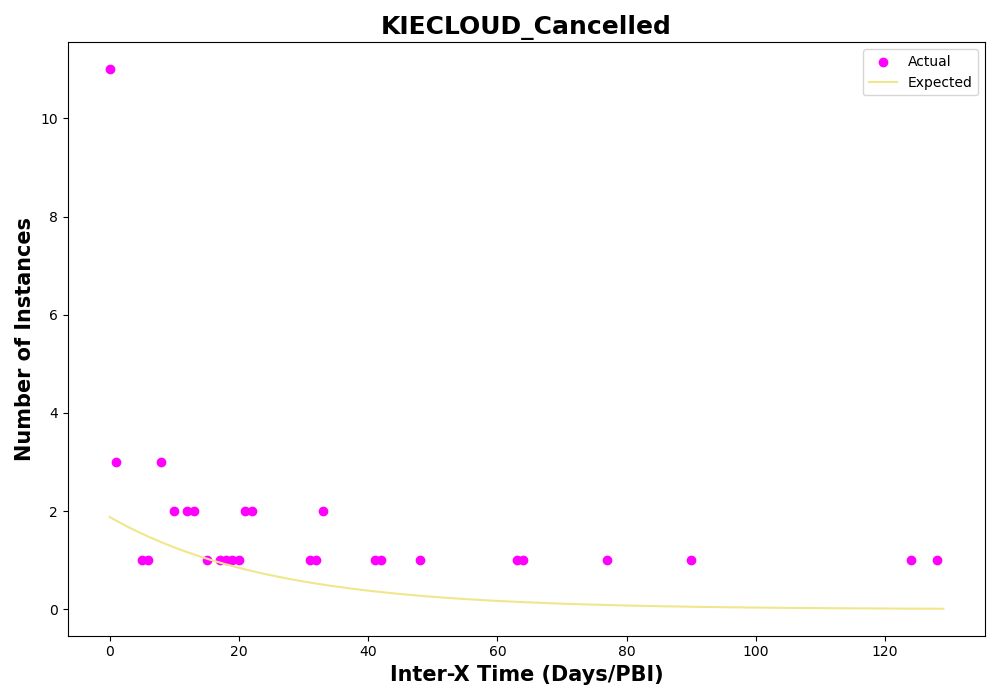 KIECLOUD_Cancelled
Actual
Expected
Number of Instances
10
8
6
4
2
0
0 20 40 60 80 100 120
Inter-X Time (Days/PBI)